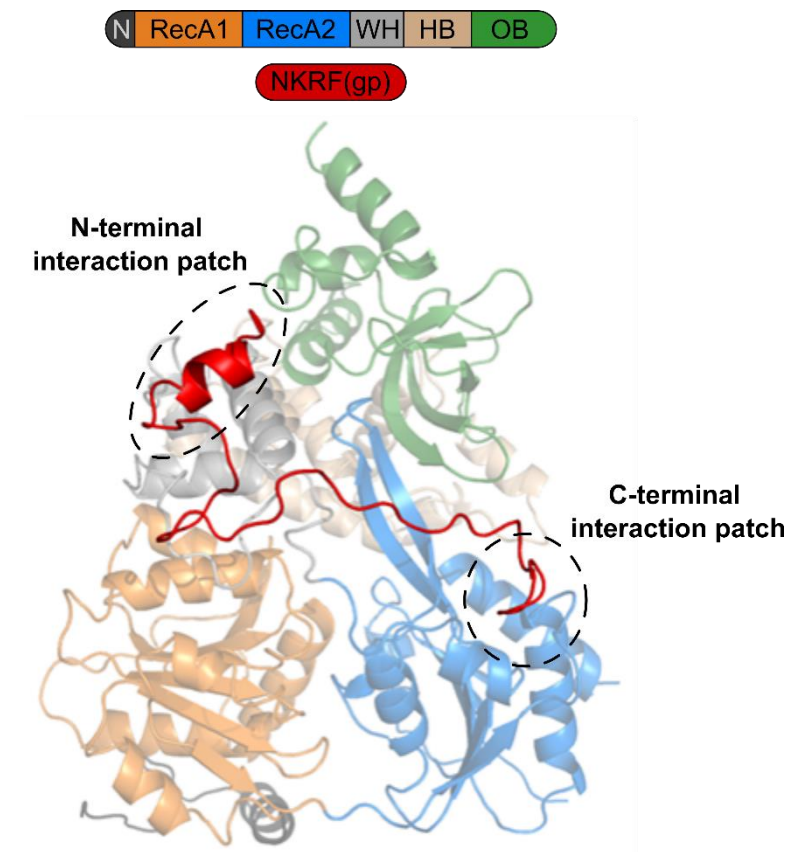 N RecA1 RecA2 WH HB OB
NKRF(gp)
N-terminal
interaction patch
C-terminal
interaction patch